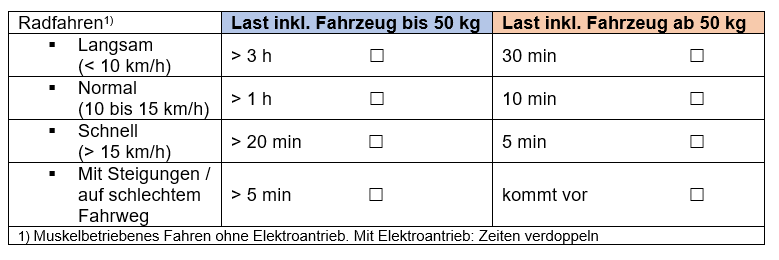 Radfahren1) Last inkl. Fahrzeug bis 50 kg Last inkl. Fahrzeug ab 50 kg
▪ Langsam
(< 10 km/h) > 3 h ☐ 30 min ☐
▪ Normal
(10 bis 15 km/h) > 1 h ☐ 10 min ☐
▪ Schnell
(> 15 km/h) > 20 min ☐ 5 min ☐
▪ Mit Steigungen /
auf schlechtem > 5 min ☐ kommt vor ☐
Fahrweg
1) Muskelbetriebenes Fahren ohne Elektroantrieb. Mit Elektroantrieb: Zeiten verdoppeln